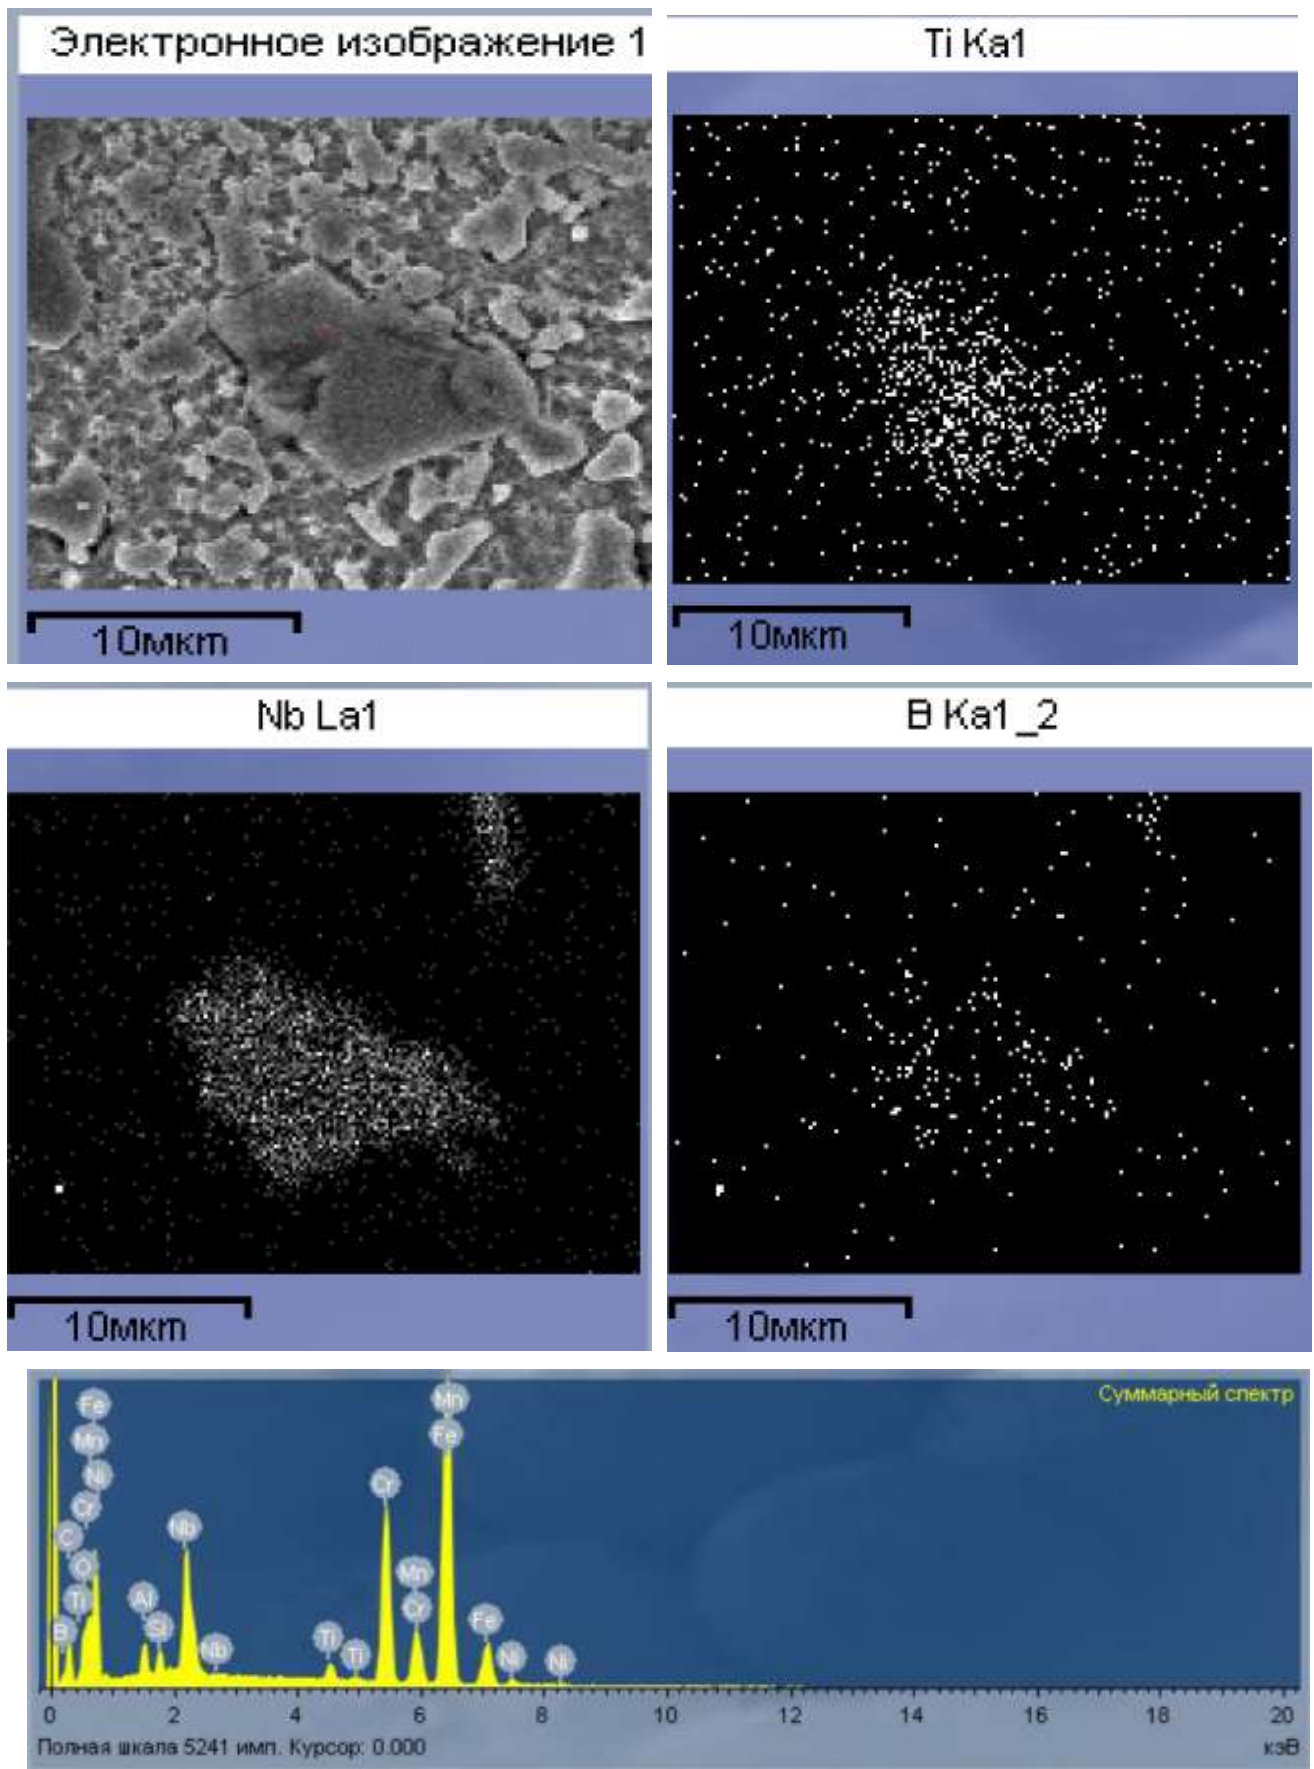 Электронное изображение 1
Ti Ka1
10мкm
10мкm
Nb La1
B Ka1_2
10мкm
10мкm
Суммарный спектр
Fe
Mn
Ni
Cr
C
O
Ti
B
Al
Si
Nb
Nb
Ti
Ti
Cr
Mn
Cr
Mn
Fe
Fe
Ni
Ni
0 2 4 6 8 10 12 14 16 18 20
Полная шкала 5241 имп. Курсор: 0.000 кэВ